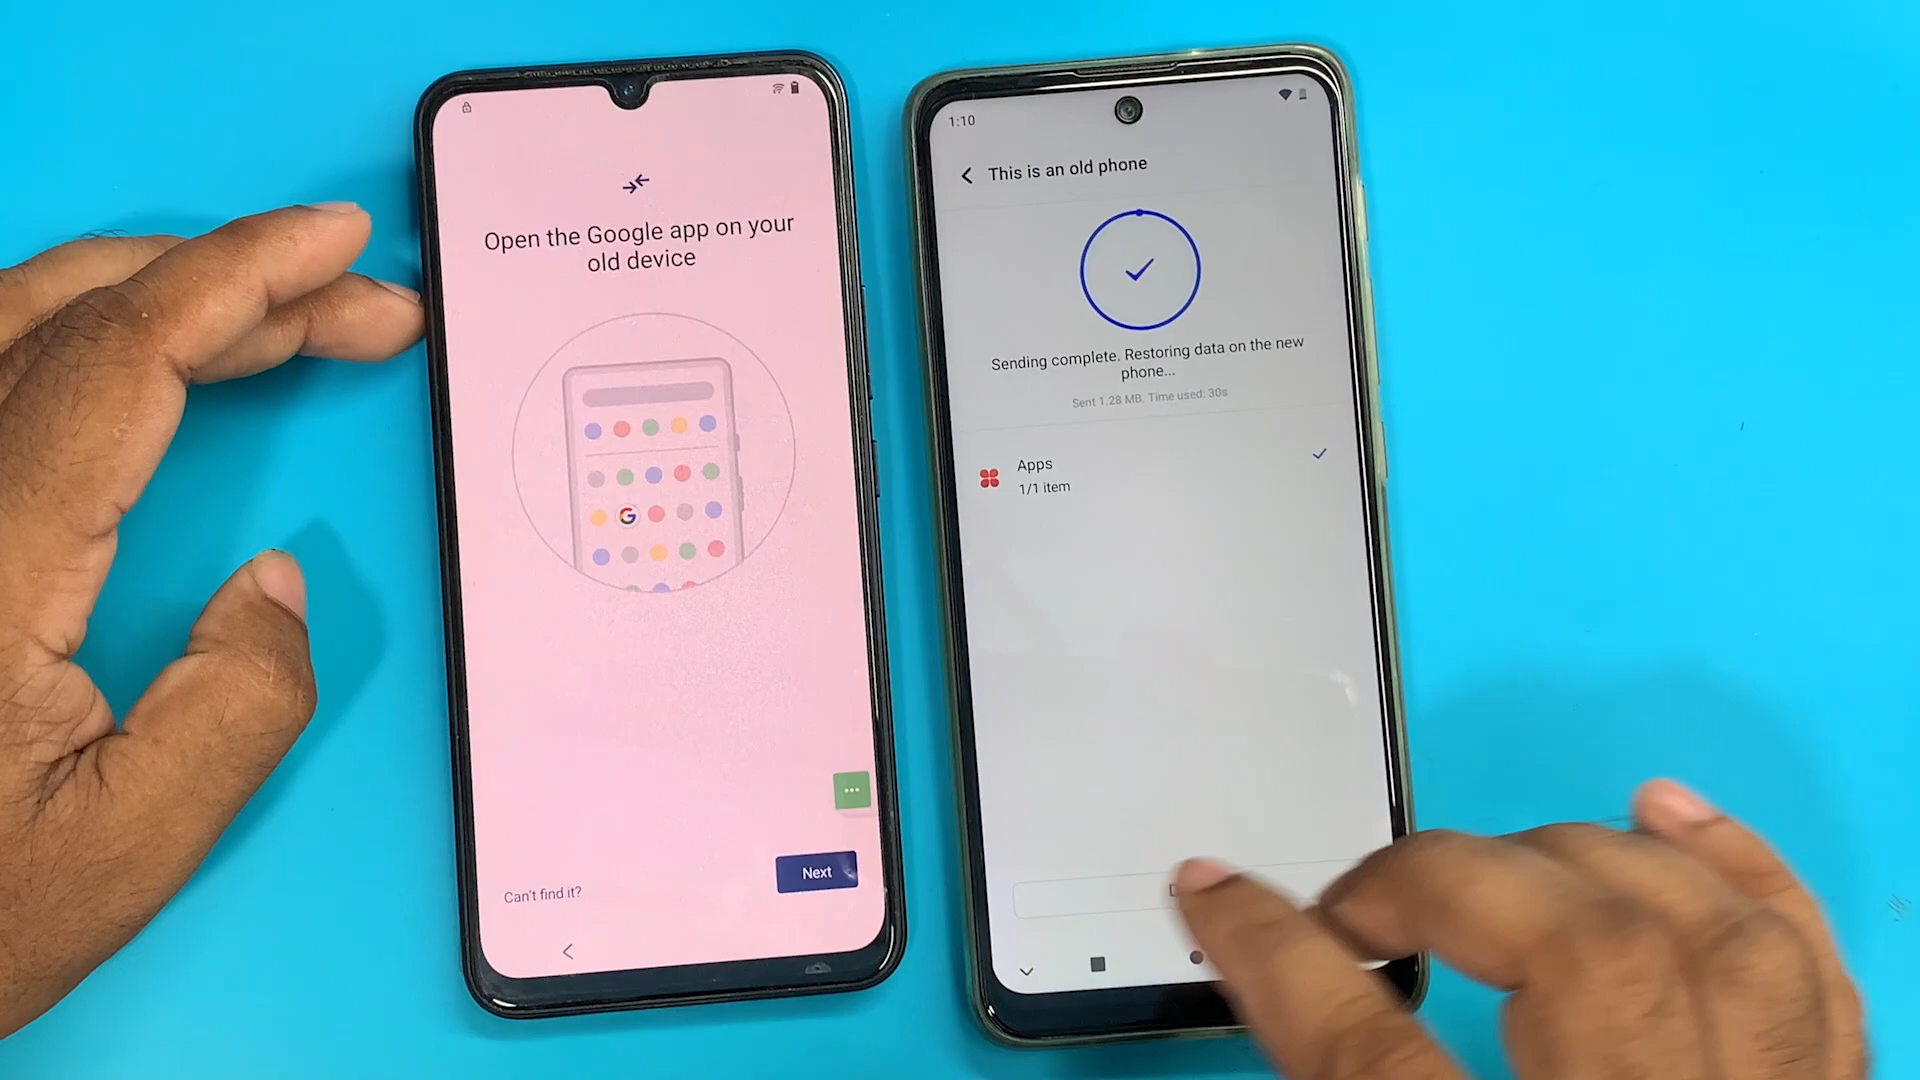 Open the Google app on your
old device
G
Can't find it?
Next
1:10
This is an old phone
Sending complete. Restoring data on the new
phone...
Sent 1.28 MB. Time used: 30s
Apps
1/1 item